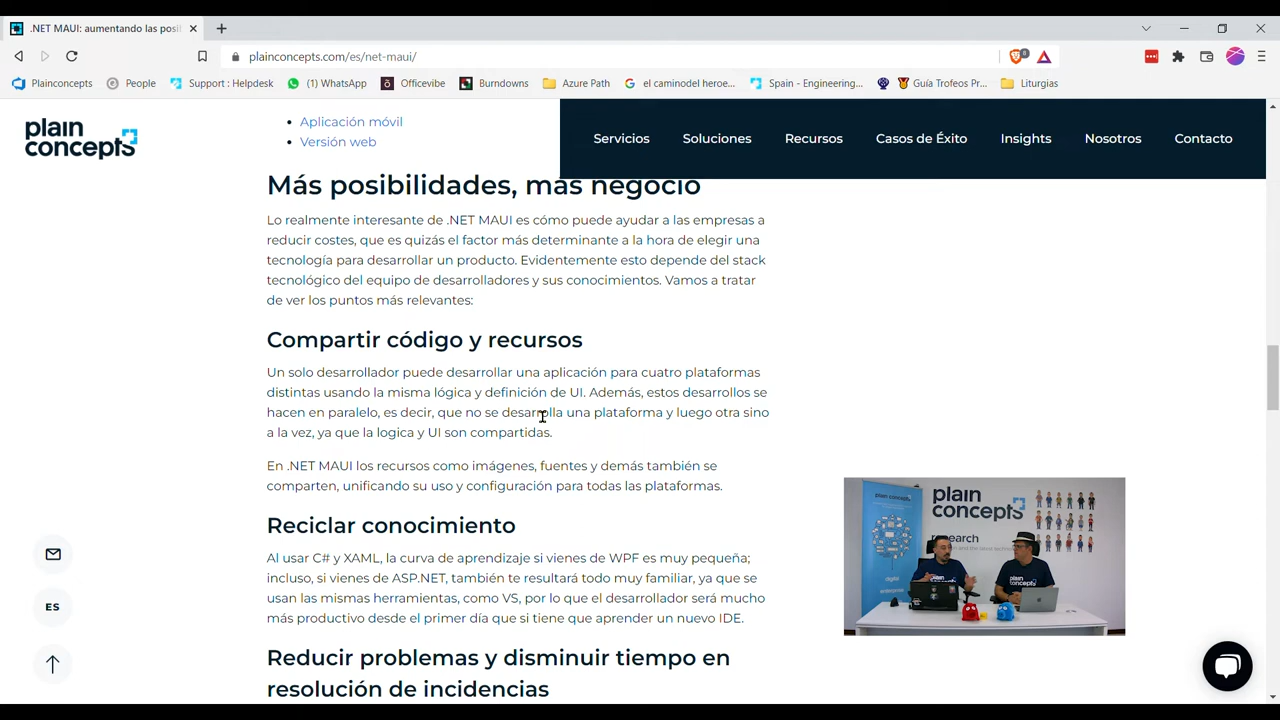 .NET MAUI: aumentando las posi
plainconcepts.com/es/net-maui/
8
Plainconcepts
People
Support : Helpdesk
(1) WhatsApp
Officevibe
Burndowns
Azure Path
el caminodel heroe...
Spain - Engineering...
Guía Trofeos Pr...
Liturgias
plain
concepts
Servicios
Soluciones
Recursos
Casos de Éxito
Insights
Nosotros
Contacto
Aplicación móvil
Versión web
Más posibilidades, más negocio
Lo realmente interesante de .NET MAUI es cómo puede ayudar a las empresas a
reducir costes, que es quizás el factor más determinante a la hora de elegir una
tecnología para desarrollar un producto. Evidentemente esto depende del stack
tecnológico del equipo de desarrolladores y sus conocimientos. Vamos a tratar
de ver los puntos más relevantes:
Compartir código y recursos
Un solo desarrollador puede desarrollar una aplicación para cuatro plataformas
distintas usando la misma lógica y definición de UI. Además, estos desarrollos se
hacen en paralelo, es decir, que no se desarrolla una plataforma y luego otra sino
a la vez, ya que la logica y UI son compartidas.
En .NET MAUI los recursos como imágenes, fuentes y demás también se
comparten, unificando su uso y configuración para todas las plataformas.
Reciclar conocimiento
Al usar C# y XAML, la curva de aprendizaje si vienes de WPF es muy pequeña;
incluso, si vienes de ASP.NET, también te resultará todo muy familiar, ya que se
usan las mismas herramientas, como VS, por lo que el desarrollador será mucho
más productivo desde el primer día que si tiene que aprender un nuevo IDE.
Reducir problemas y disminuir tiempo en
resolución de incidencias
ES
plain concepts
plain
concepts
research
digital
enterprise
plain
concepts
plain
concepts